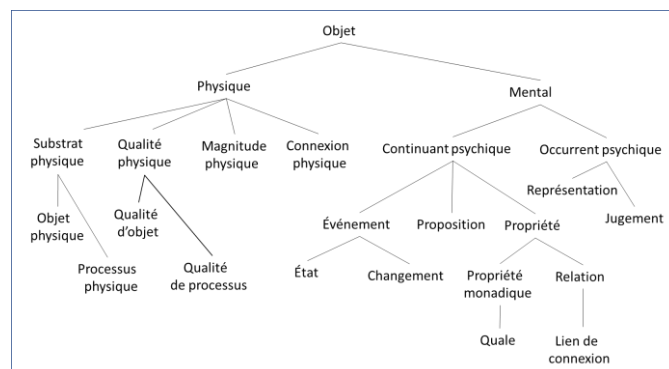 Objet
Physique
Mental
Substrat
physique
Qualité
physique
Magnitude
physique
Connexion
physique
Continuant psychique
Occurrent psychique
Objet
physique
Qualité
d'objet
Processus
physique
Qualité
de processus
Événement
Proposition
Propriété
Représentation
Jugement
État
Changement
Propriété
monadique
Relation
Quale
Lien de
connexion